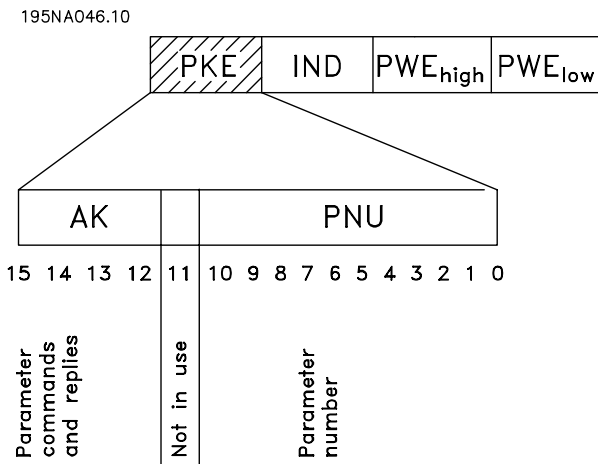 195NA046.10
PKE IND PWEhigh PWElow
AK PNU
15 14 13 12 11 10 9 8 7 6 5 4 3 2 1 0
Parameter
commands
and replies
Not in use
Parameter
number